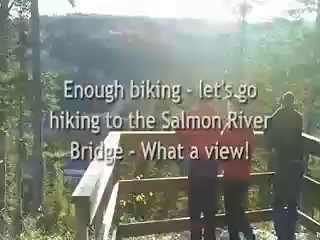 Enough biking - let's go
hiking to the Salmon River
Bridge - What a view!